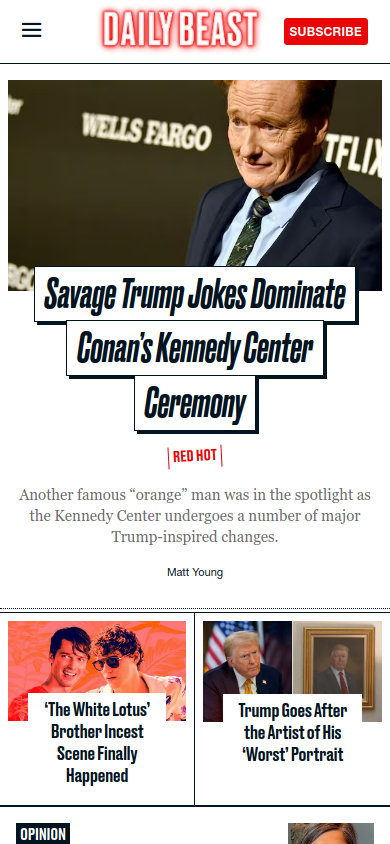 DAILY BEAST
SUBSCRIBE
WELLS FARGO
Savage Trump Jokes Dominate
Conan's Kennedy Center
Ceremony
RED HOT
Another famous “orange” man was in the spotlight as
the Kennedy Center undergoes a number of major
Trump-inspired changes.
Matt Young
‘The White Lotus’
Brother Incest
Scene Finally
Happened
Trump Goes After
the Artist of His
‘Worst’ Portrait
OPINION